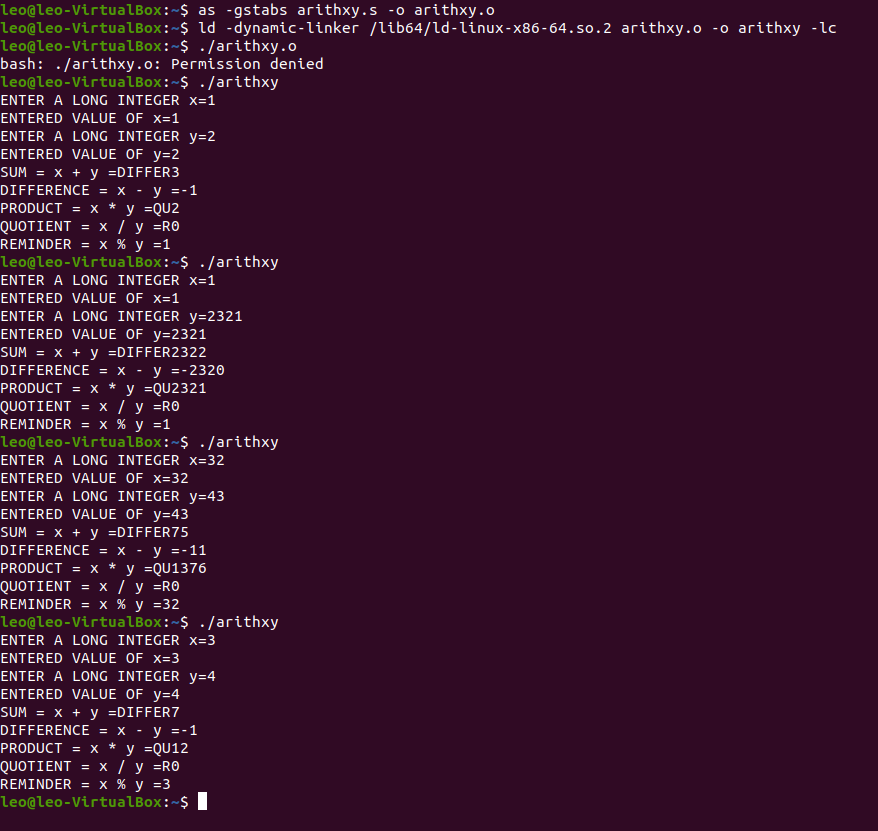 leo@leo-VirtualBox:~$ as -gstabs arithxy.s -o arithxy.o
leo@leo-VirtualBox:~$ ld -dynamic-linker /lib64/ld-linux-x86-64.so.2 arithxy.o -o arithxy -lc
leo@leo-VirtualBox:~$ ./arithxy.o
bash: ./arithxy.o: Permission denied
leo@leo-VirtualBox:~$ ./arithxy
ENTER A LONG INTEGER x=1
ENTERED VALUE OF x=1
ENTER A LONG INTEGER y=2
ENTERED VALUE OF y=2
SUM = x + y =DIFFER3
DIFFERENCE = x - y =-1
PRODUCT = x * y =QU2
QUOTIENT = x / y =R0
REMINDER = x % y =1
leo@leo-VirtualBox:~$ ./arithxy
ENTER A LONG INTEGER x=1
ENTERED VALUE OF x=1
ENTER A LONG INTEGER y=2321
ENTERED VALUE OF y=2321
SUM = x + y =DIFFER2322
DIFFERENCE = x - y =-2320
PRODUCT = x * y =QU2321
QUOTIENT = x / y =R0
REMINDER = x % y =1
leo@leo-VirtualBox:~$ ./arithxy
ENTER A LONG INTEGER x=32
ENTERED VALUE OF x=32
ENTER A LONG INTEGER y=43
ENTERED VALUE OF y=43
SUM = x + y =DIFFER75
DIFFERENCE = x - y =-11
PRODUCT = x * y =QU1376
QUOTIENT = x / y =R0
REMINDER = x % y =32
leo@leo-VirtualBox:~$ ./arithxy
ENTER A LONG INTEGER x=3
ENTERED VALUE OF x=3
ENTER A LONG INTEGER y=4
ENTERED VALUE OF y=4
SUM = x + y =DIFFER7
DIFFERENCE = x - y =-1
PRODUCT = x * y =QU12
QUOTIENT = x / y =R0
REMINDER = x % y =3
leo@leo-VirtualBox:~$